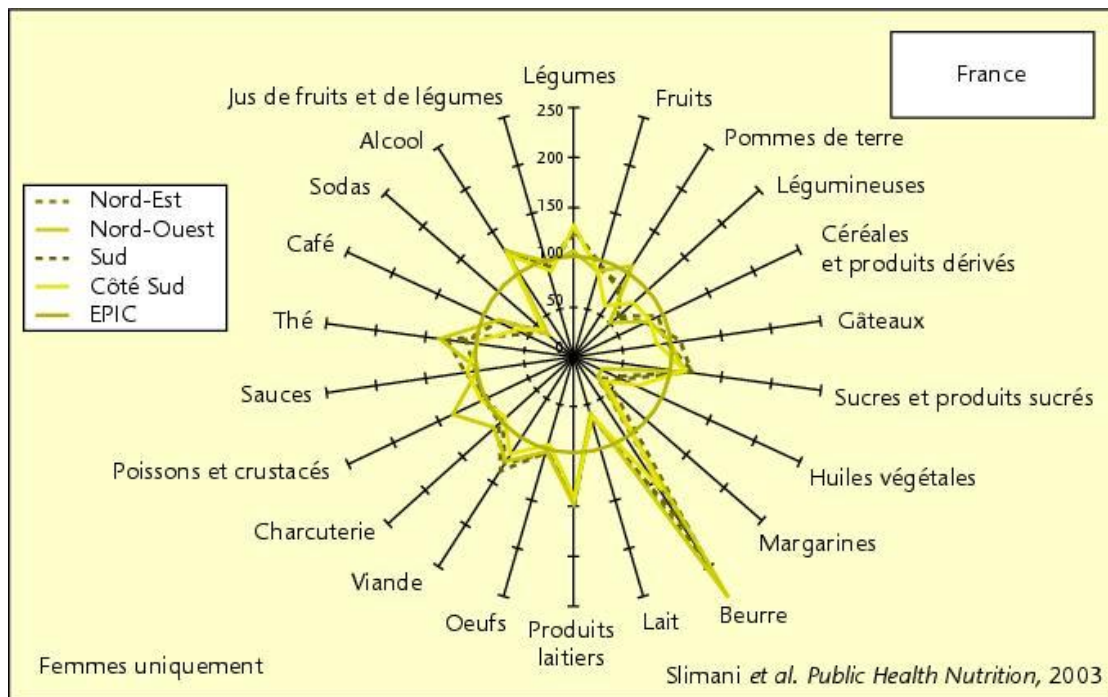 France
Légumes
Fruits
Pommes de terre
Légumineuses
Céréales
et produits dérivés
Gâteaux
Sucres et produits sucrés
Huiles végétales
Margarines
Beurre
Lait
Produits
laitiers
Oeufs
Viande
Charcuterie
Poissons et crustacés
Sauces
Thé
Café
Sodas
Alcool
Jus de fruits et de légumes
250
200
150
100
50
0
Nord-Est
Nord-Ouest
Sud
Côté Sud
EPIC
Femmes uniquement
Slimani et al. Public Health Nutrition, 2003